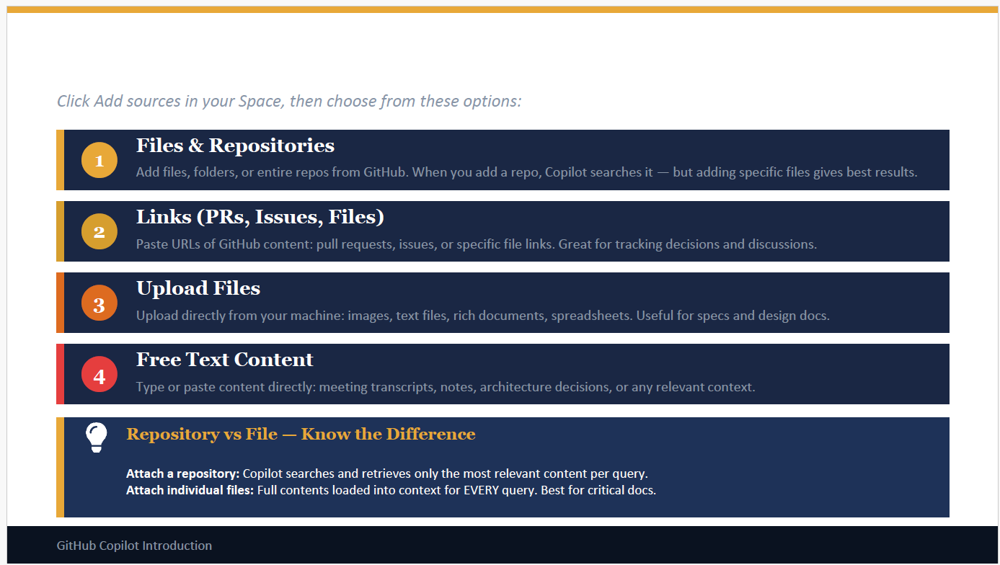 Click Add sources in your Space, then choose from these options:
1
Files & Repositories
Add files, folders, or entire repos from GitHub. When you add a repo, Copilot searches it — but adding specific files gives best results.
2
Links (PRs, Issues, Files)
Paste URLs of GitHub content: pull requests, issues, or specific file links. Great for tracking decisions and discussions.
3
Upload Files
Upload directly from your machine: images, text files, rich documents, spreadsheets. Useful for specs and design docs.
4
Free Text Content
Type or paste content directly: meeting transcripts, notes, architecture decisions, or any relevant context.
Repository vs File — Know the Difference
Attach a repository: Copilot searches and retrieves only the most relevant content per query.
Attach individual files: Full contents loaded into context for EVERY query. Best for critical docs.
GitHub Copilot Introduction